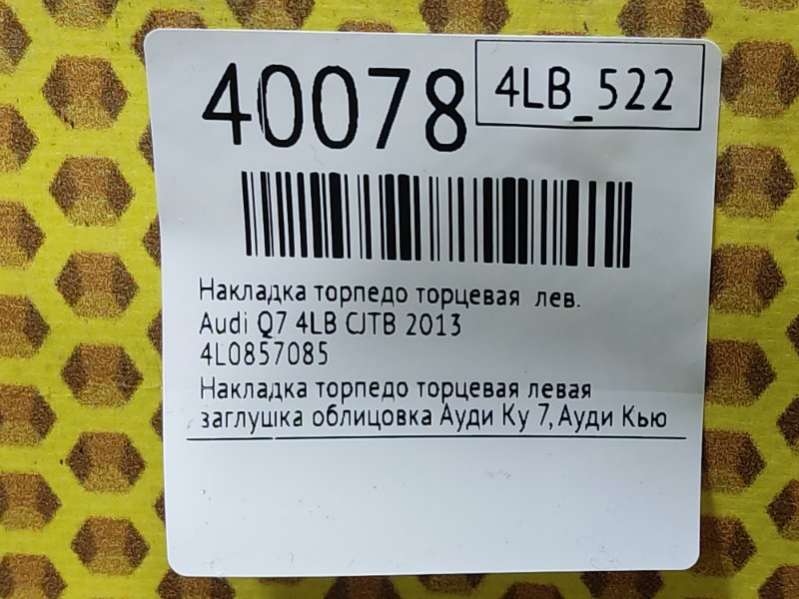 40078
4LB_522
Накладка торпедо торцевая лев.
Audi Q7 4LB CJTB 2013
4L0857085
Накладка торпедо торцевая левая
заглушка облицовка Ауди Ку 7, Ауди Кью